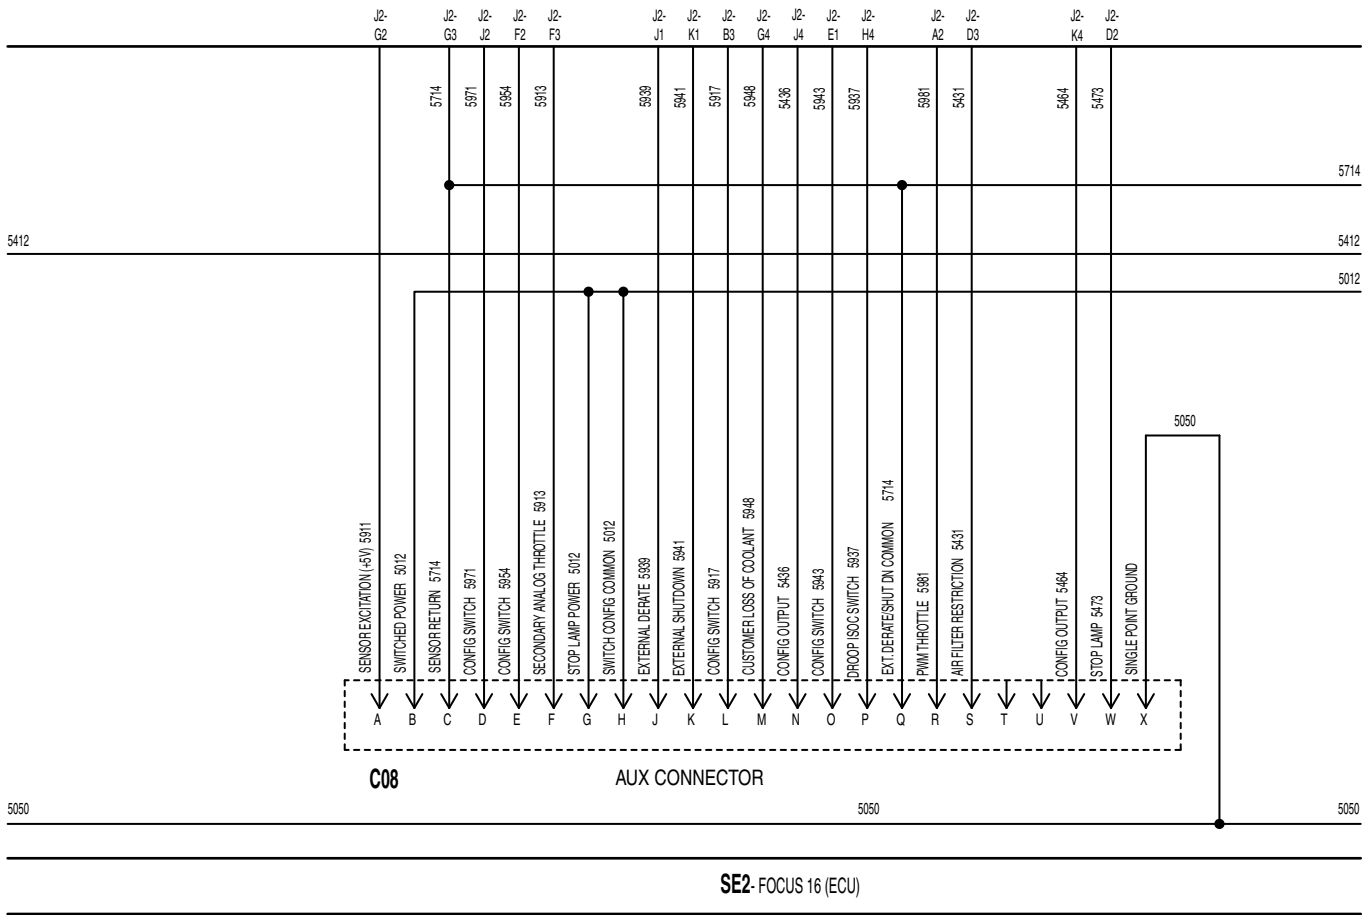 J2- J2- J2- J2- J2- J2- J2- J2- J2- J2- J2- J2- J2- J2- J2- J2-
G2 G3 J2 F2 F3 J1 K1 B3 G4 J4 E1 H4 A2 D3 K4 D2
5714
5971
5954
5913
5939
5941
5917
5948
5436
5943
5937
5981
5431
5464
5473
5714
5412 5412
5012
5050
SENSOR EXCITATION (+5V) 5911
SWITCHED POWER 5012
SENSOR RETURN 5714
CONFIG SWITCH 5971
CONFIG SWITCH 5954
SECONDARY ANALOG THROTTLE 5913
STOP LAMP POWER 5012
SWITCH CONFIG COMMON 5012
EXTERNAL DERATE 5939
EXTERNAL SHUTDOWN 5941
CONFIG SWITCH 5917
CUSTOMER LOSS OF COOLANT 5948
CONFIG OUTPUT 5436
CONFIG SWITCH 5943
DROOP ISOC SWITCH 5937
EXT. DERATE/SHUT DN COMMON 5714
PWM THROTTLE 5981
AIR FILTER RESTRICTION 5431
CONFIG OUTPUT 5464
STOP LAMP 5473
SINGLE POINT GROUND
A B C D E F G H J K L M N O P Q R S T U V W X
C08 AUX CONNECTOR
5050 5050 5050
SE2- FOCUS 16 (ECU)